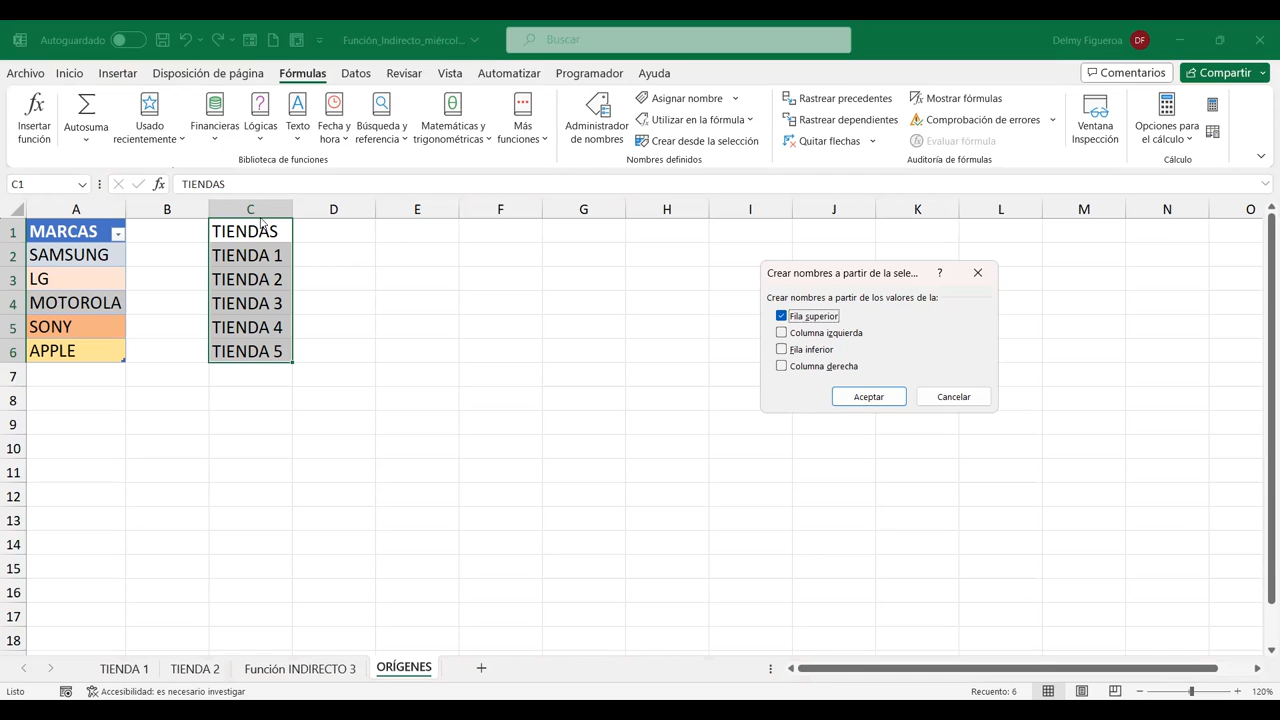 Autoguardado
Función_Indirecto_miércol...
Buscar
Delmy Figueroa
DF
Archivo
Inicio
Insertar
Disposición de página
Fórmulas
Datos
Revisar
Vista
Automatizar
Programador
Ayuda
Comentarios
Compartir
Insertar función
Autosuma
Usado recientemente
Financieras
Lógicas
Texto
Fecha y hora
Búsqueda y referencia
Matemáticas y trigonométricas
Más funciones
Biblioteca de funciones
Administrador de nombres
Asignar nombre
Utilizar en la fórmula
Crear desde la selección
Nombres definidos
Rastrear precedentes
Rastrear dependientes
Quitar flechas
Mostrar fórmulas
Comprobación de errores
Evaluar fórmula
Auditoría de fórmulas
Ventana Inspección
Opciones para el cálculo
Cálculo
C1
fx
TIENDAS
A B C D E F G H I J K L M N O
1 MARCAS TIENDAS
2 SAMSUNG TIENDA 1
3 LG TIENDA 2
4 MOTOROLA TIENDA 3
5 SONY TIENDA 4
6 APPLE TIENDA 5
7
8
9
10
11
12
13
14
15
16
17
18
Crear nombres a partir de la sele...
?
Crear nombres a partir de los valores de la:
Fila superior
Columna izquierda
Fila inferior
Columna derecha
Aceptar
Cancelar
TIENDA 1
TIENDA 2
Función INDIRECTO 3
ORÍGENES
Listo
Accesibilidad: es necesario investigar
Recuento: 6
120%